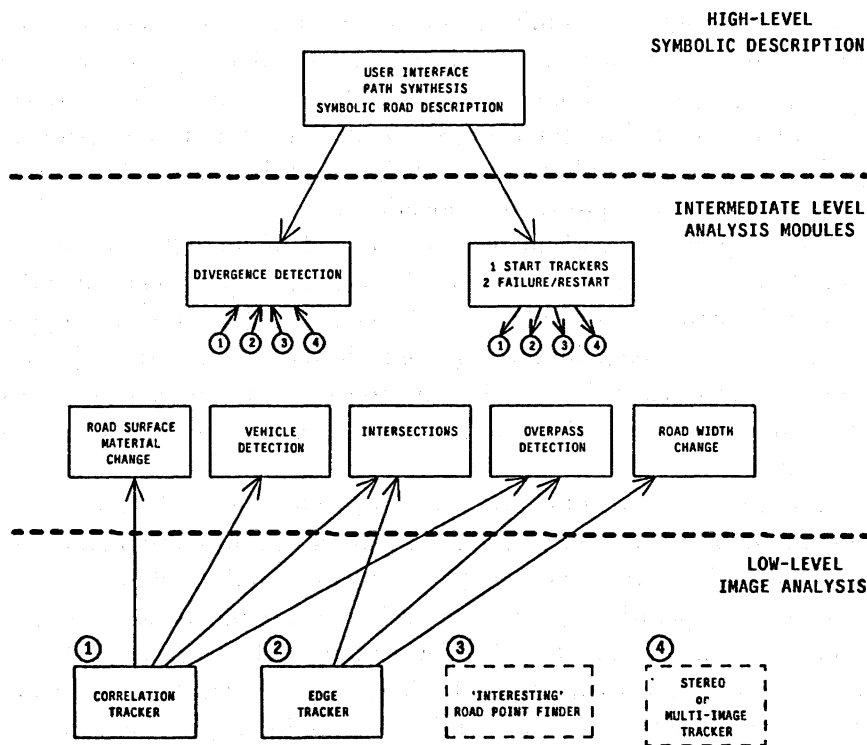 HIGH-LEVEL
SYMBOLIC DESCRIPTION
USER INTERFACE
PATH SYNTHESIS
SYMBOLIC ROAD DESCRIPTION
INTERMEDIATE LEVEL
ANALYSIS MODULES
DIVERGENCE DETECTION
1 START TRACKERS
2 FAILURE/RESTART
1 2 3 4
1 2 3 4
ROAD SURFACE
MATERIAL
CHANGE
VEHICLE
DETECTION
INTERSECTIONS
OVERPASS
DETECTION
ROAD WIDTH
CHANGE
LOW-LEVEL
IMAGE ANALYSIS
1
CORRELATION
TRACKER
2
EDGE
TRACKER
3
'INTERESTING'
ROAD POINT FINDER
4
STEREO
or
MULTI-IMAGE
TRACKER